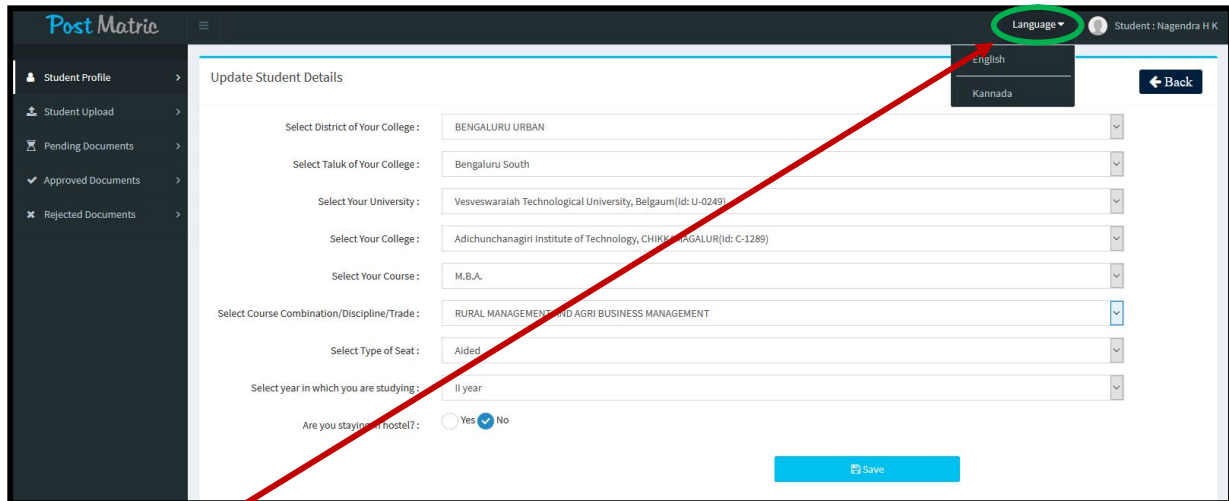 Post Matric
Language
Student : Nagendra H K
English
Kannada
Student Profile
Student Upload
Pending Documents
Approved Documents
Rejected Documents
Update Student Details
Back
Select District of Your College : BENGALURU URBAN
Select Taluk of Your College : Bengaluru South
Select Your University : Vesveswaraiah Technological University, Belgaum(Id: U-0249)
Select Your College : Adichunchanagiri Institute of Technology, CHIKKAMAGALUR(Id: C-1289)
Select Your Course : M.B.A.
Select Course Combination/Discipline/Trade : RURAL MANAGEMENT AND AGRI BUSINESS MANAGEMENT
Select Type of Seat : Aided
Select year in which you are studying : II year
Are you staying in hostel? : Yes No
Save